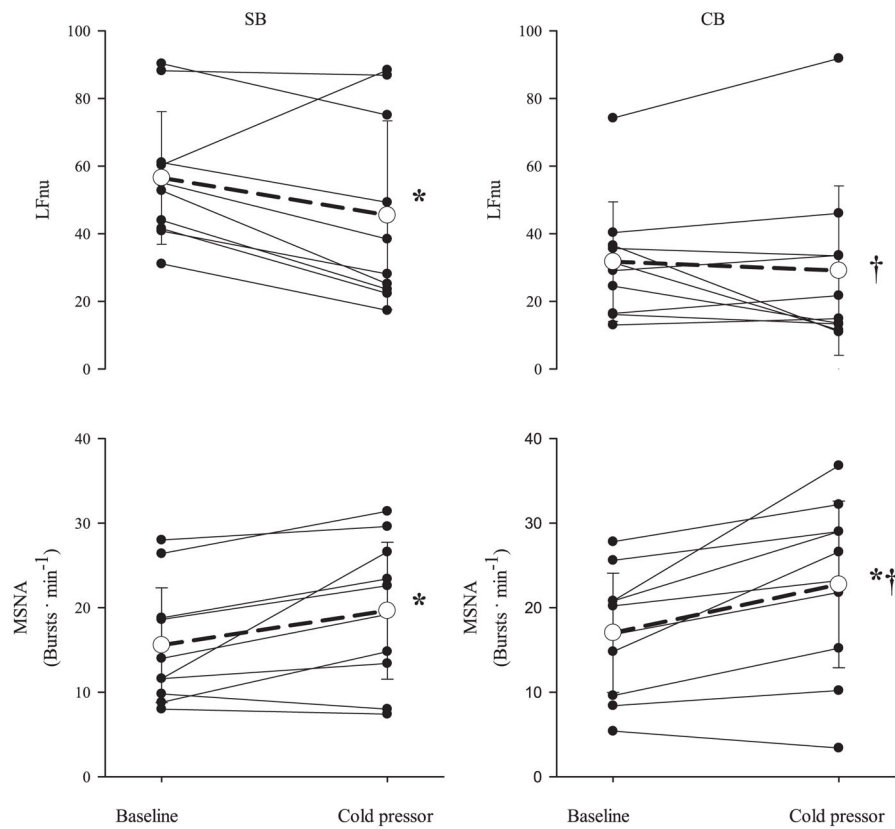 SB
CB
100
80
60
40
20
0
LFnu
*
100
80
60
40
20
0
LFnu
†
40
30
20
10
0
MSNA
(Bursts · min⁻¹)
*
Baseline
Cold pressor
40
30
20
10
0
MSNA
(Bursts · min⁻¹)
*†
Baseline
Cold pressor